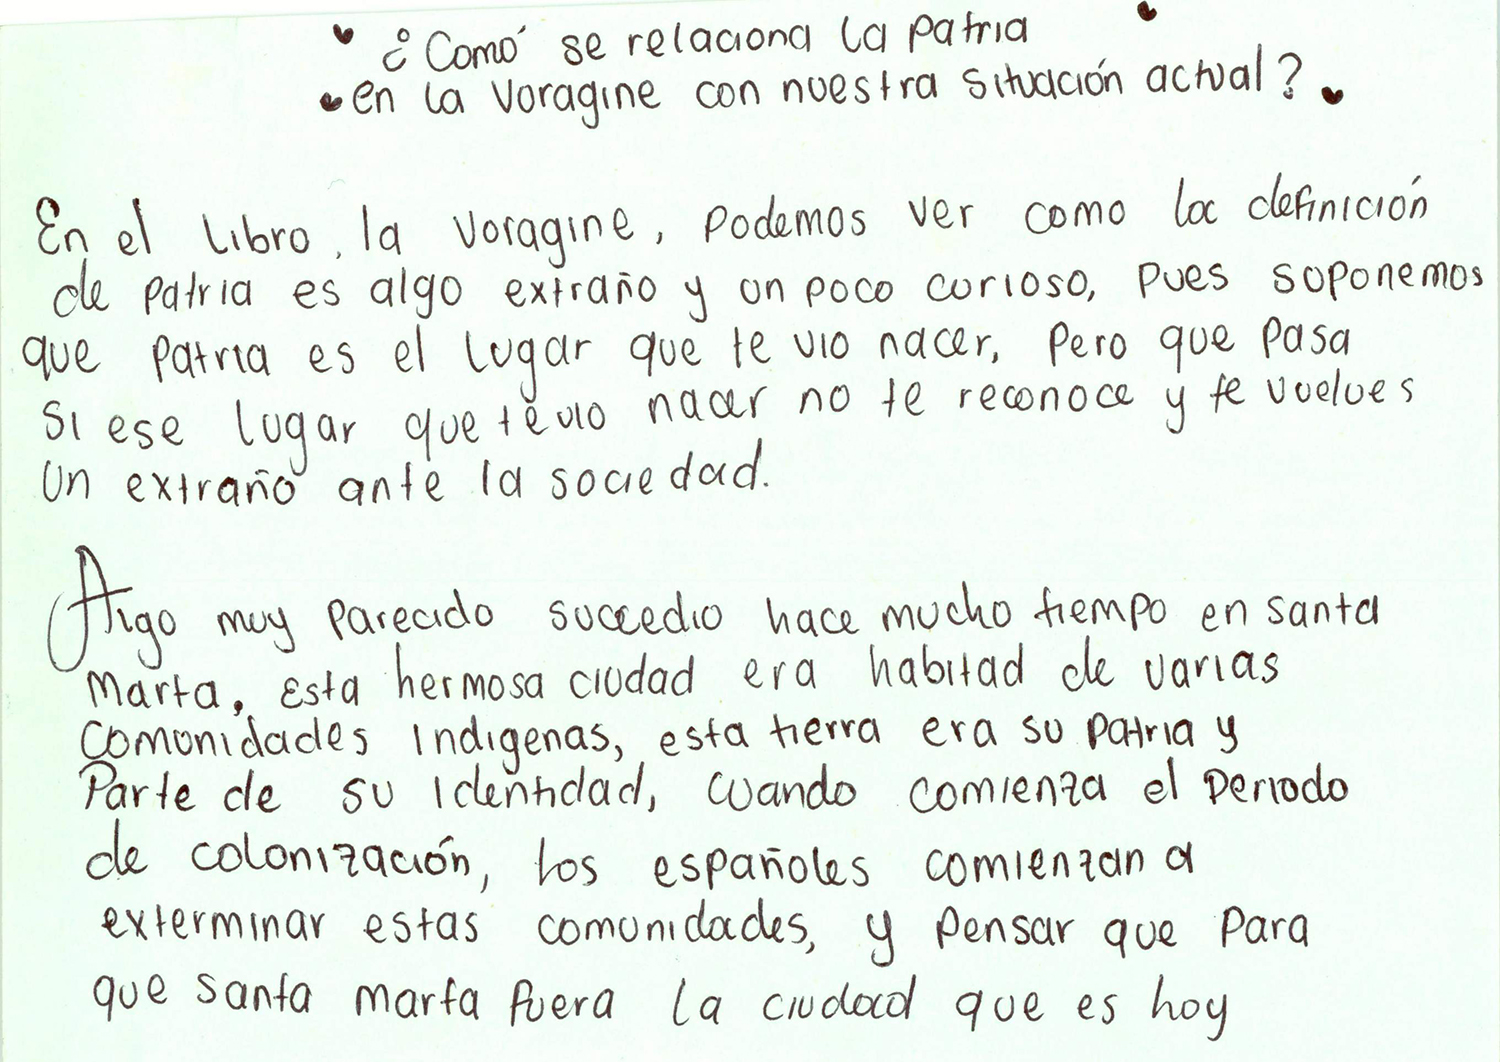 ¿Como se relaciona la patria
en la Voragine con nuestra situación actual?
En el libro, la Voragine, podemos ver como la definición
de patria es algo extraño y un poco curioso, pues suponemos
que patria es el lugar que te vio nacer, pero que pasa
si ese lugar que te vio nacer no te reconoce y te vuelves
un extraño ante la sociedad.
Algo muy parecido succedio hace mucho tiempo en santa
marta, esta hermosa ciudad era habitad de varias
comunidades indigenas, esta tierra era su patria y
parte de su identidad, cuando comienza el periodo
de colonización, los españoles comienzan a
exterminar estas comunidades, y pensar que para
que santa marta fuera la ciudad que es hoy